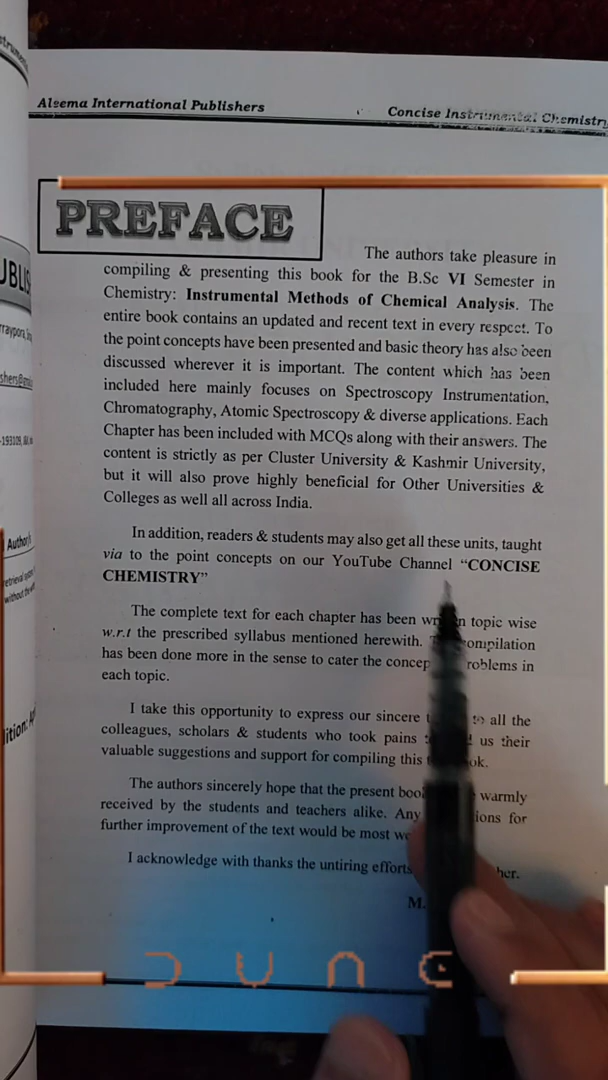 Aleema International Publishers
Concise Instrumental Chemistry
PREFACE
The authors take pleasure in
compiling & presenting this book for the B.Sc VI Semester in
Chemistry: Instrumental Methods of Chemical Analysis. The
entire book contains an updated and recent text in every respect. To
the point concepts have been presented and basic theory has also been
discussed wherever it is important. The content which has been
included here mainly focuses on Spectroscopy Instrumentation,
Chromatography, Atomic Spectroscopy & diverse applications. Each
Chapter has been included with MCQs along with their answers. The
content is strictly as per Cluster University & Kashmir University,
but it will also prove highly beneficial for Other Universities &
Colleges as well all across India.
In addition, readers & students may also get all these units, taught
via to the point concepts on our YouTube Channel “CONCISE
CHEMISTRY”
The complete text for each chapter has been topic wise
w.r.t the prescribed syllabus mentioned herewith.
has been done more in the sense to cater the in
each topic.
I take this opportunity to express our sincere to all the
colleagues, scholars & students who took pains us their
valuable suggestions and support for compiling this
The authors sincerely hope that the present warmly
received by the students and teachers alike. Any for
further improvement of the text would be most
I acknowledge with thanks the untiring efforts
M.
DUNE